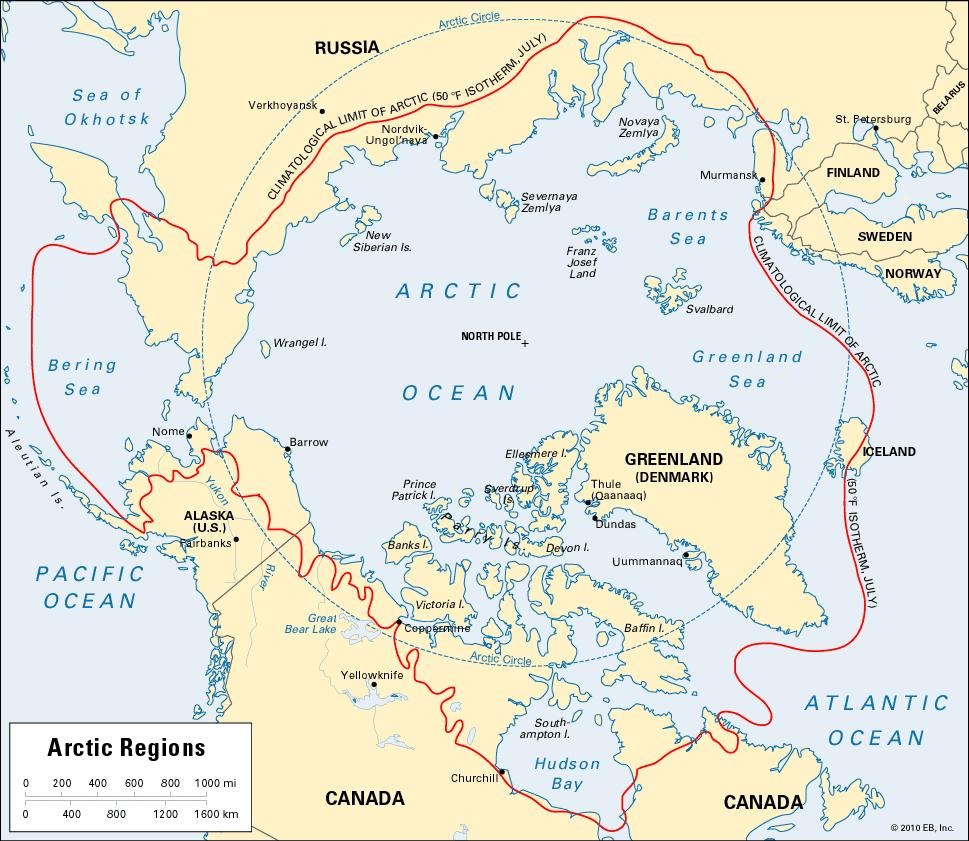 Arctic Circle
RUSSIA
Sea of
Okhotsk
Verkhoyansk
CLIMATOLOGICAL LIMIT OF ARCTIC (50 °F ISOTHERM, JULY)
Nordvik-
Ungol'naya
Novaya
Zemlya
BELARUS
St. Petersburg
FINLAND
Murmansk
Severnaya
Zemlya
Barents
Sea
SWEDEN
New
Siberian Is.
Franz
Josef
Land
NORWAY
ARCTIC
Svalbard
CLIMATOLOGICAL LIMIT OF ARCTIC
Wrangel I.
NORTH POLE
Bering
Sea
Greenland
Sea
OCEAN
Aleutian Is.
Nome
Barrow
Ellesmere I.
GREENLAND
(DENMARK)
ICELAND
(50 °F ISOTHERM, JULY)
Yukon
River
Prince
Patrick I.
Sverdrup
Is.
Thule
(Qaanaaq)
Dundas
Parry Is.
ALASKA
(U.S.)
Fairbanks
Banks I.
Devon I.
Uummannaq
PACIFIC
OCEAN
Victoria I.
Great
Bear Lake
Coppermine
Baffin I.
Arctic Circle
Yellowknife
ATLANTIC
OCEAN
South-
ampton I.
Arctic Regions
0 200 400 600 800 1000 mi
0 400 800 1200 1600 km
Churchill
Hudson
Bay
CANADA
CANADA
© 2010 EB, Inc.